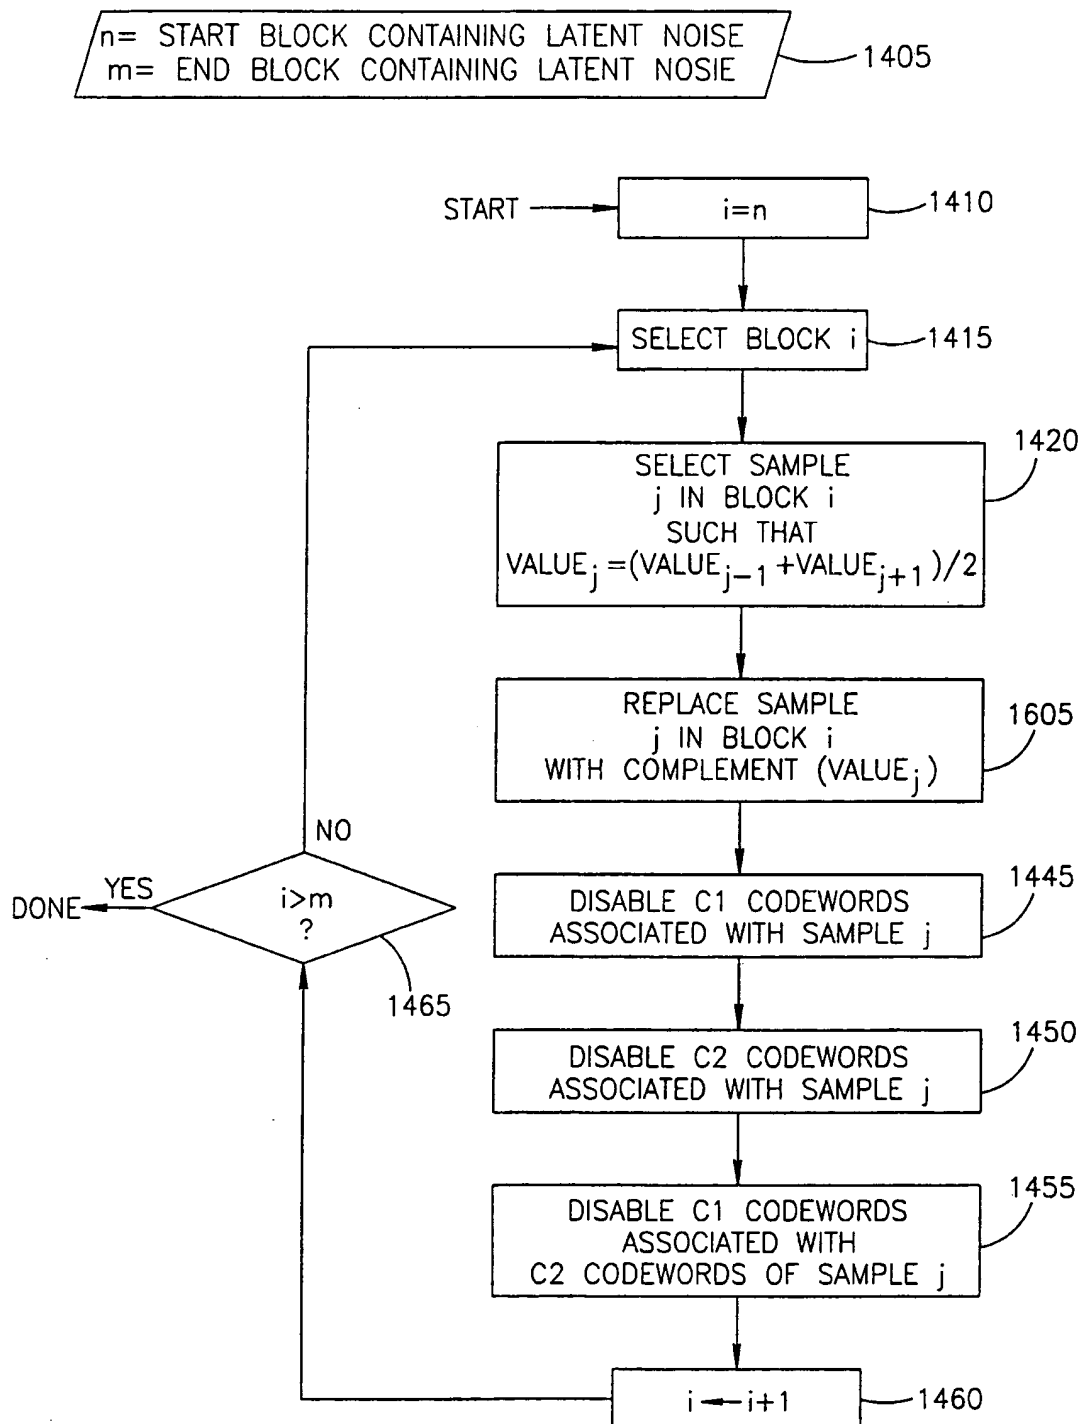 n= START BLOCK CONTAINING LATENT NOISE
m= END BLOCK CONTAINING LATENT NOSIE
1405
START
i=n
1410
SELECT BLOCK i
1415
SELECT SAMPLE
j IN BLOCK i
SUCH THAT
VALUEj=(VALUEj-1+VALUEj+1)/2
1420
REPLACE SAMPLE
j IN BLOCK i
WITH COMPLEMENT (VALUEj)
1605
DISABLE C1 CODEWORDS
ASSOCIATED WITH SAMPLE j
1445
DISABLE C2 CODEWORDS
ASSOCIATED WITH SAMPLE j
1450
DISABLE C1 CODEWORDS
ASSOCIATED WITH
C2 CODEWORDS OF SAMPLE j
1455
i←i+1
1460
i>m
?
1465
NO
YES
DONE